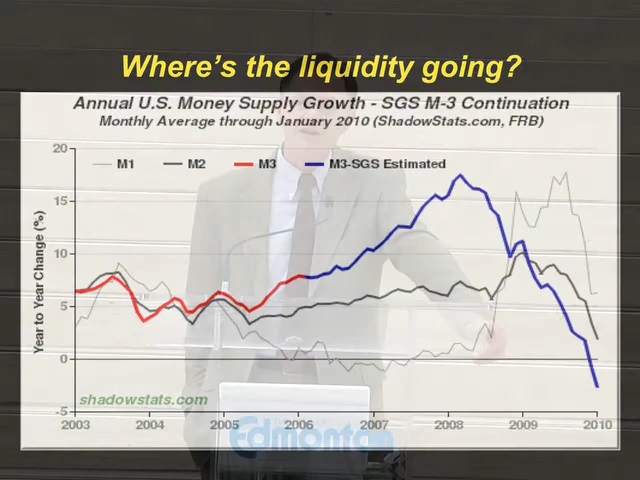 Where's the liquidity going?
Annual U.S. Money Supply Growth - SGS M-3 Continuation
Monthly Average through January 2010 (ShadowStats.com, FRB)
20
M1 M2 M3 M3-SGS Estimated
15
10
5
0
-5
Year to Year Change (%)
shadowstats.com
2003 2004 2005 2006 2007 2008 2009 2010
Edmonton